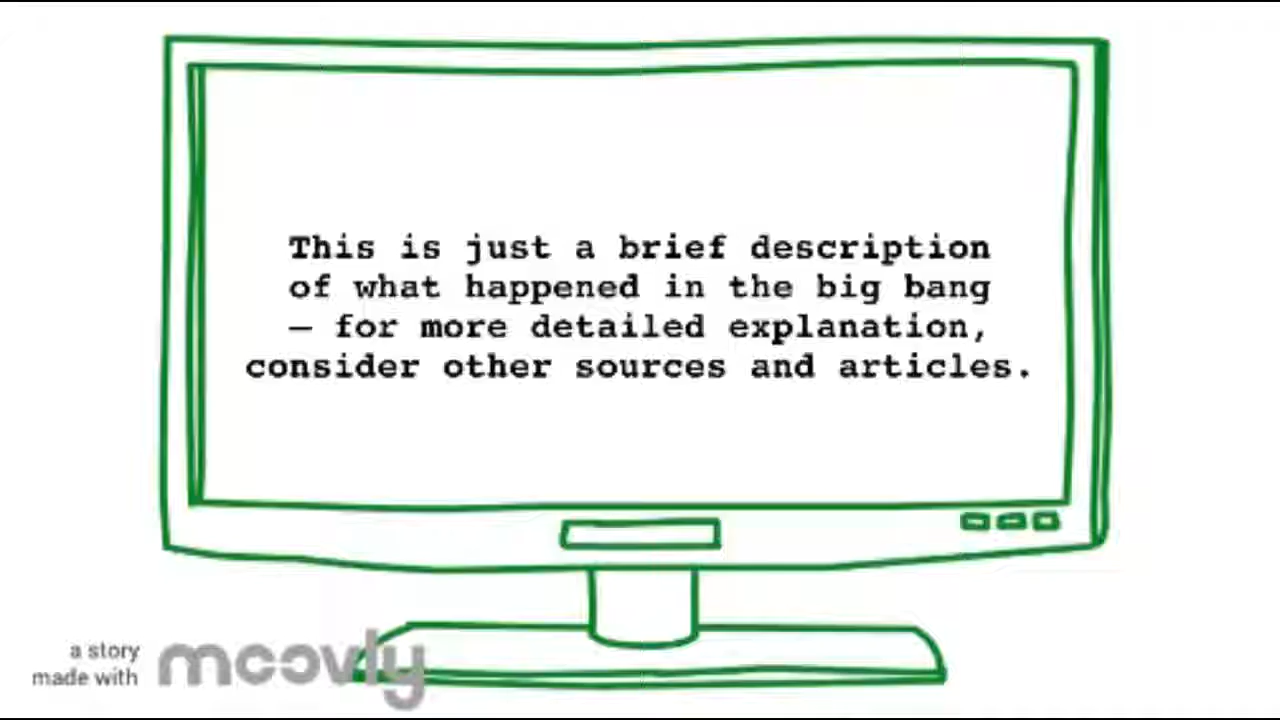 This is just a brief description
of what happened in the big bang
— for more detailed explanation,
consider other sources and articles.
a story
made with moovly